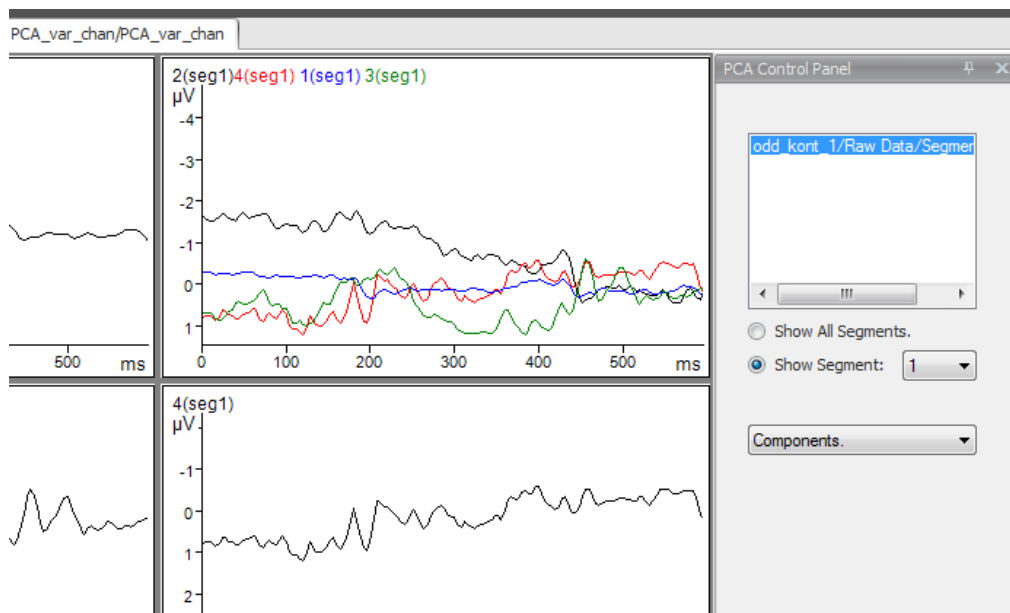 PCA_var_chan/PCA_var_chan
500 ms
2(seg1)4(seg1) 1(seg1) 3(seg1)
µV
-4
-3
-2
-1
0
1
0 100 200 300 400 500 ms
4(seg1)
µV
-1
0
1
2
PCA Control Panel
odd_kont_1/Raw Data/Segmer
Show All Segments.
Show Segment: 1
Components.